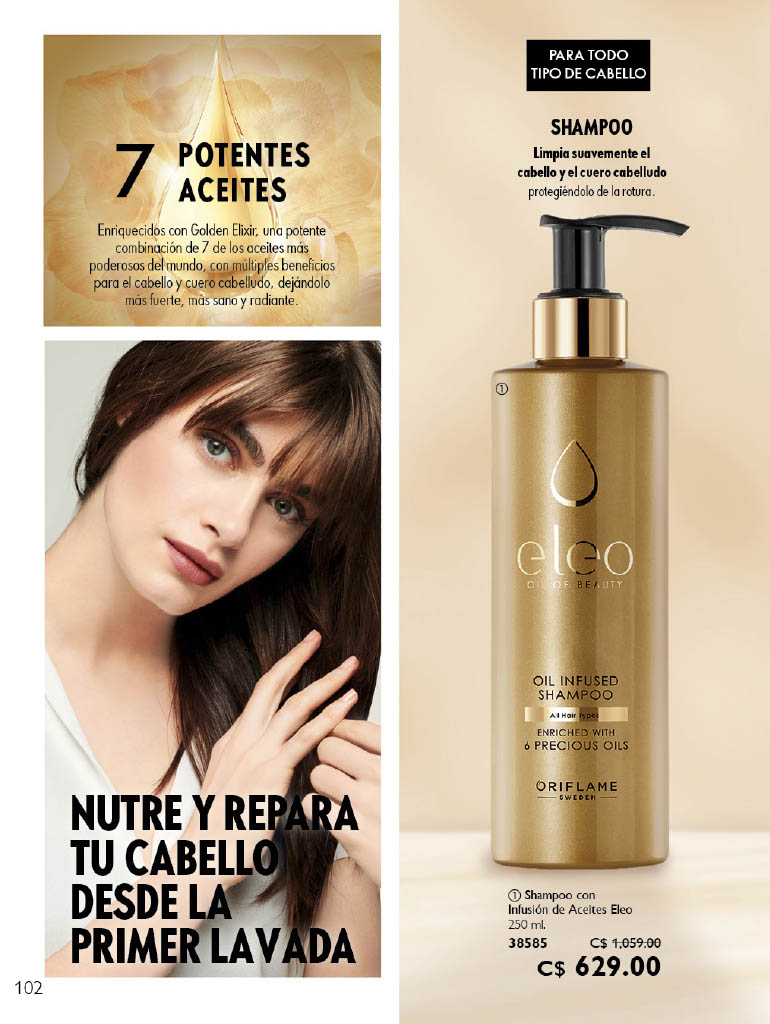 7 POTENTES
ACEITES
Enriquecidos con Golden Elixir, una potente
combinación de 7 de los aceites más
poderosos del mundo, con múltiples beneficios
para el cabello y cuero cabelludo, dejándolo
más fuerte, más sano y radiante.
NUTRE Y REPARA
TU CABELLO
DESDE LA
PRIMER LAVADA
102
PARA TODO
TIPO DE CABELLO
SHAMPOO
Limpia suavemente el
cabello y el cuero cabelludo
protegiéndolo de la rotura.
1
eleo
OIL OF BEAUTY
OIL INFUSED
SHAMPOO
All Hair Types
ENRICHED WITH
6 PRECIOUS OILS
ORIFLAME
SWEDEN
1 Shampoo con
Infusión de Aceites Eleo
250 ml.
38585 C$ 1,059.00
C$ 629.00